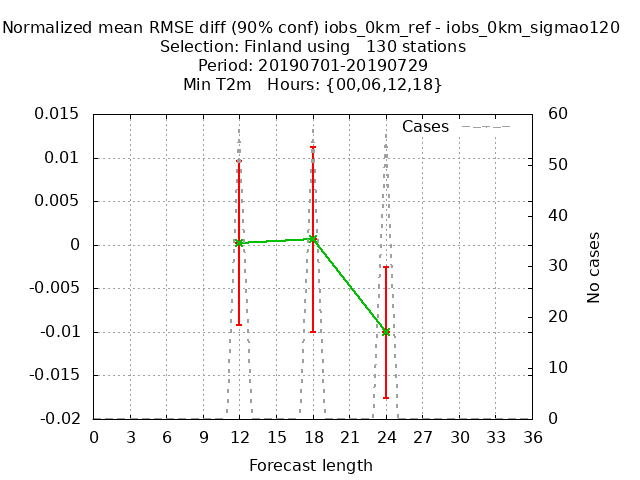 Normalized mean RMSE diff (90% conf) iobs_0km_ref - iobs_0km_sigmao120
Selection: Finland using   130 stations
Period: 20190701-20190729
Min T2m   Hours: {00,06,12,18}
0.015
0.01
0.005
0
-0.005
-0.01
-0.015
-0.02
60
50
40
30
20
10
0
Cases
No cases
0 3 6 9 12 15 18 21 24 27 30 33 36
Forecast length